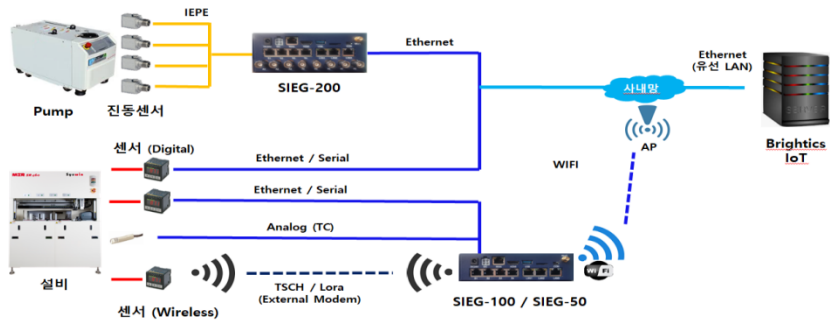 IEPE
Ethernet
SIEG-200
Pump
진동센서
Ethernet
(유선 LAN)
사내망
AP
Brightics
IoT
센서 (Digital)
Ethernet / Serial
WIFI
Ethernet / Serial
Analog (TC)
설비
TSCH / Lora
(External Modem)
Wi Fi
SIEG-100 / SIEG-50
센서 (Wireless)